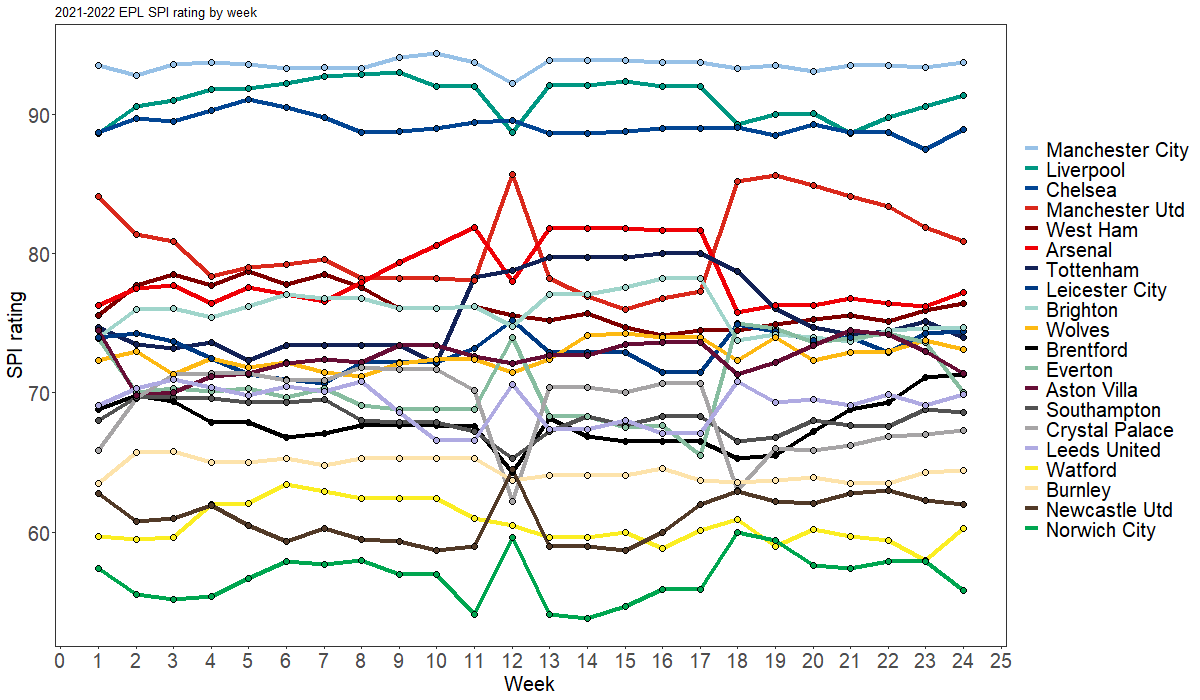 2021-2022 EPL SPI rating by week
SPI rating
90
80
70
60
0 1 2 3 4 5 6 7 8 9 10 11 12 13 14 15 16 17 18 19 20 21 22 23 24 25
Week
Manchester City
Liverpool
Chelsea
Manchester Utd
West Ham
Arsenal
Tottenham
Leicester City
Brighton
Wolves
Brentford
Everton
Aston Villa
Southampton
Crystal Palace
Leeds United
Watford
Burnley
Newcastle Utd
Norwich City